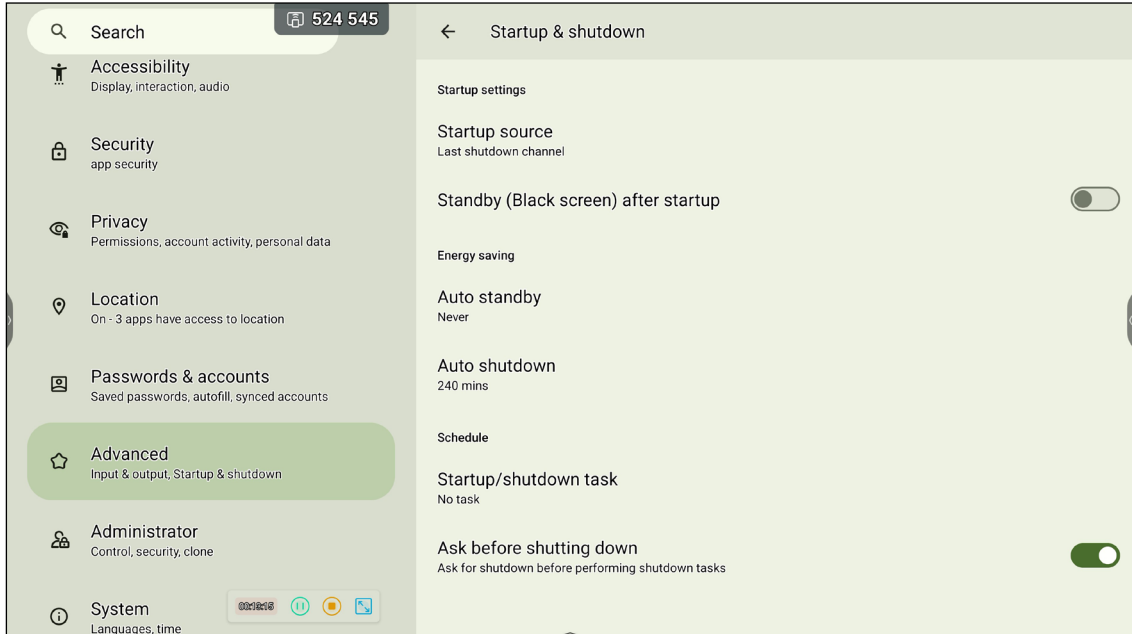 Search
524 545
Accessibility
Display, interaction, audio
Security
app security
Privacy
Permissions, account activity, personal data
Location
On - 3 apps have access to location
Passwords & accounts
Saved passwords, autofill, synced accounts
Advanced
Input & output, Startup & shutdown
Administrator
Control, security, clone
System
Languages, time
00:19:15
Startup & shutdown
Startup settings
Startup source
Last shutdown channel
Standby (Black screen) after startup
Energy saving
Auto standby
Never
Auto shutdown
240 mins
Schedule
Startup/shutdown task
No task
Ask before shutting down
Ask for shutdown before performing shutdown tasks